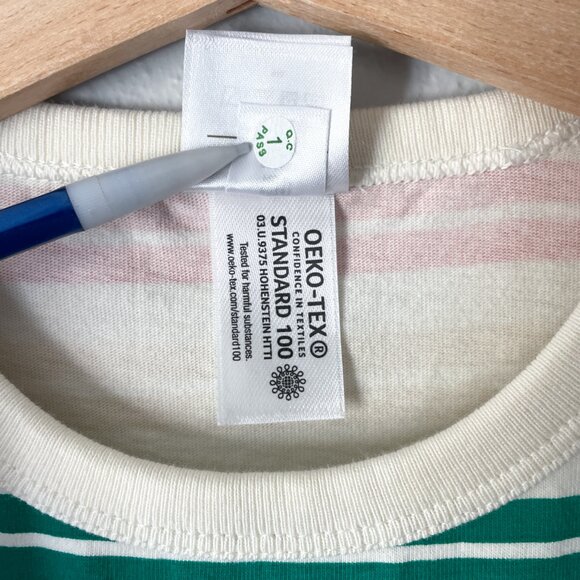 Q.C
1
PASS
OEKO-TEX®
CONFIDENCE IN TEXTILES
STANDARD 100
03.U.9375 HOHENSTEIN HTTI
Tested for harmful substances.
www.oeko-tex.com/standard100